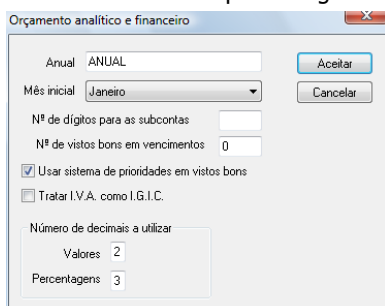 Orçamento analítico e financeiro
Anual ANUAL Aceitar
Mês inicial Janeiro Cancelar
Nº de dígitos para as subcontas
Nº de vistos bons em vencimentos 0
Usar sistema de prioridades em vistos bons
Tratar I.V.A. como I.G.I.C.
Número de decimais a utilizar
Valores 2
Percentagens 3